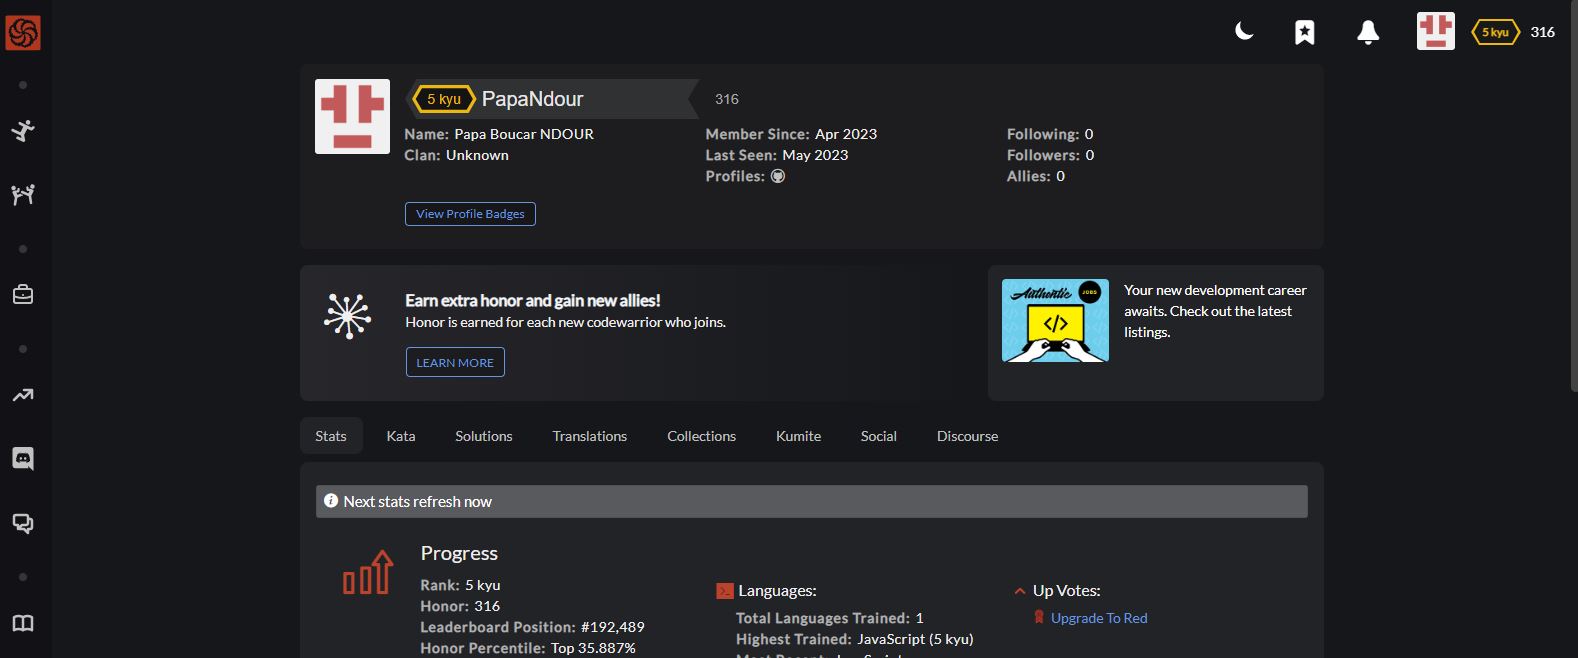 5 kyu 316
5 kyu PapaNdour 316
Name: Papa Boucar NDOUR
Clan: Unknown
Member Since: Apr 2023
Last Seen: May 2023
Profiles:
Following: 0
Followers: 0
Allies: 0
View Profile Badges
Earn extra honor and gain new allies!
Honor is earned for each new codewarrior who joins.
LEARN MORE
Authentic JOBS
</>
Your new development career
awaits. Check out the latest
listings.
Stats Kata Solutions Translations Collections Kumite Social Discourse
Next stats refresh now
Progress
Rank: 5 kyu
Honor: 316
Leaderboard Position: #192,489
Honor Percentile: Top 35.887%
Languages:
Total Languages Trained: 1
Highest Trained: JavaScript (5 kyu)
Up Votes:
Upgrade To Red